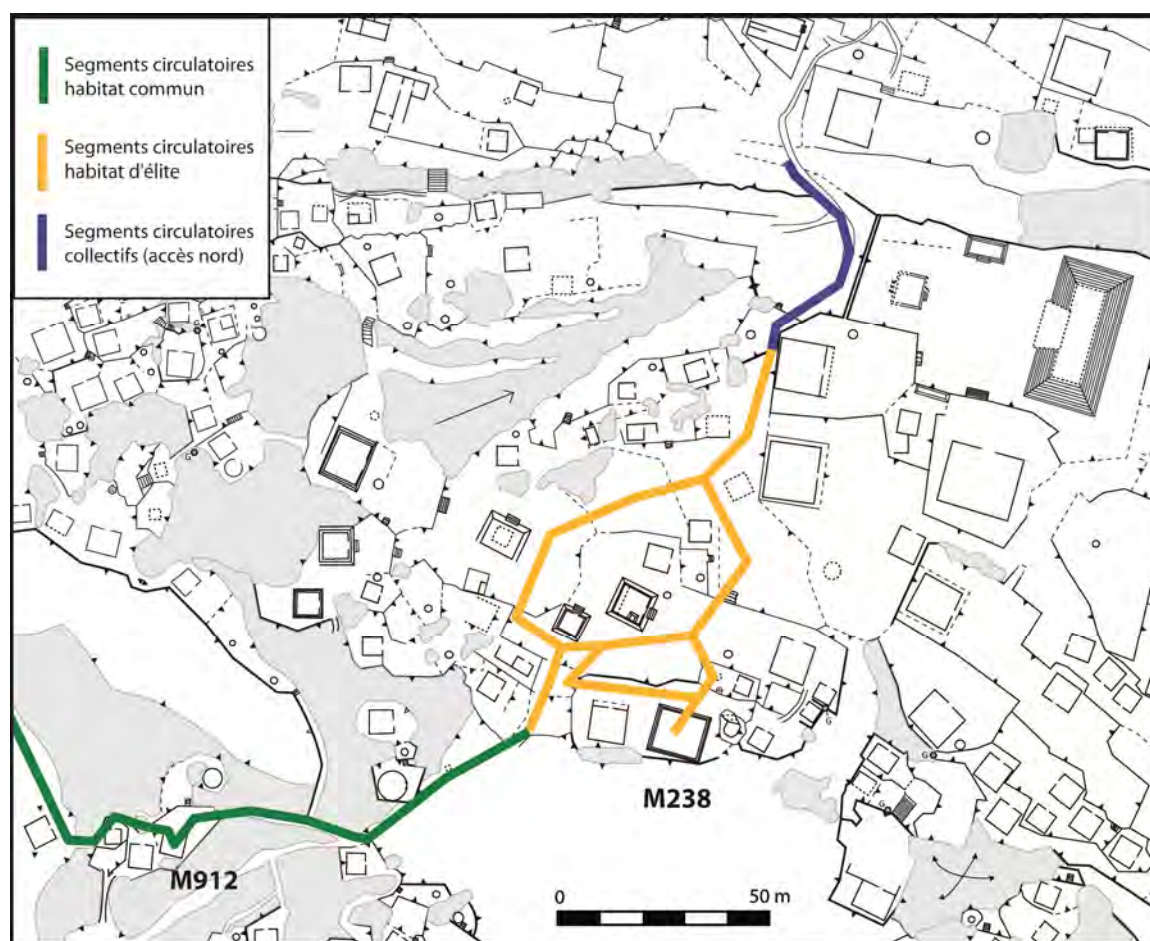 Segments circulatoires
habitat commun
Segments circulatoires
habitat d'élite
Segments circulatoires
collectifs (accès nord)
G
G
G
G
G
M238
M912
0
50 m